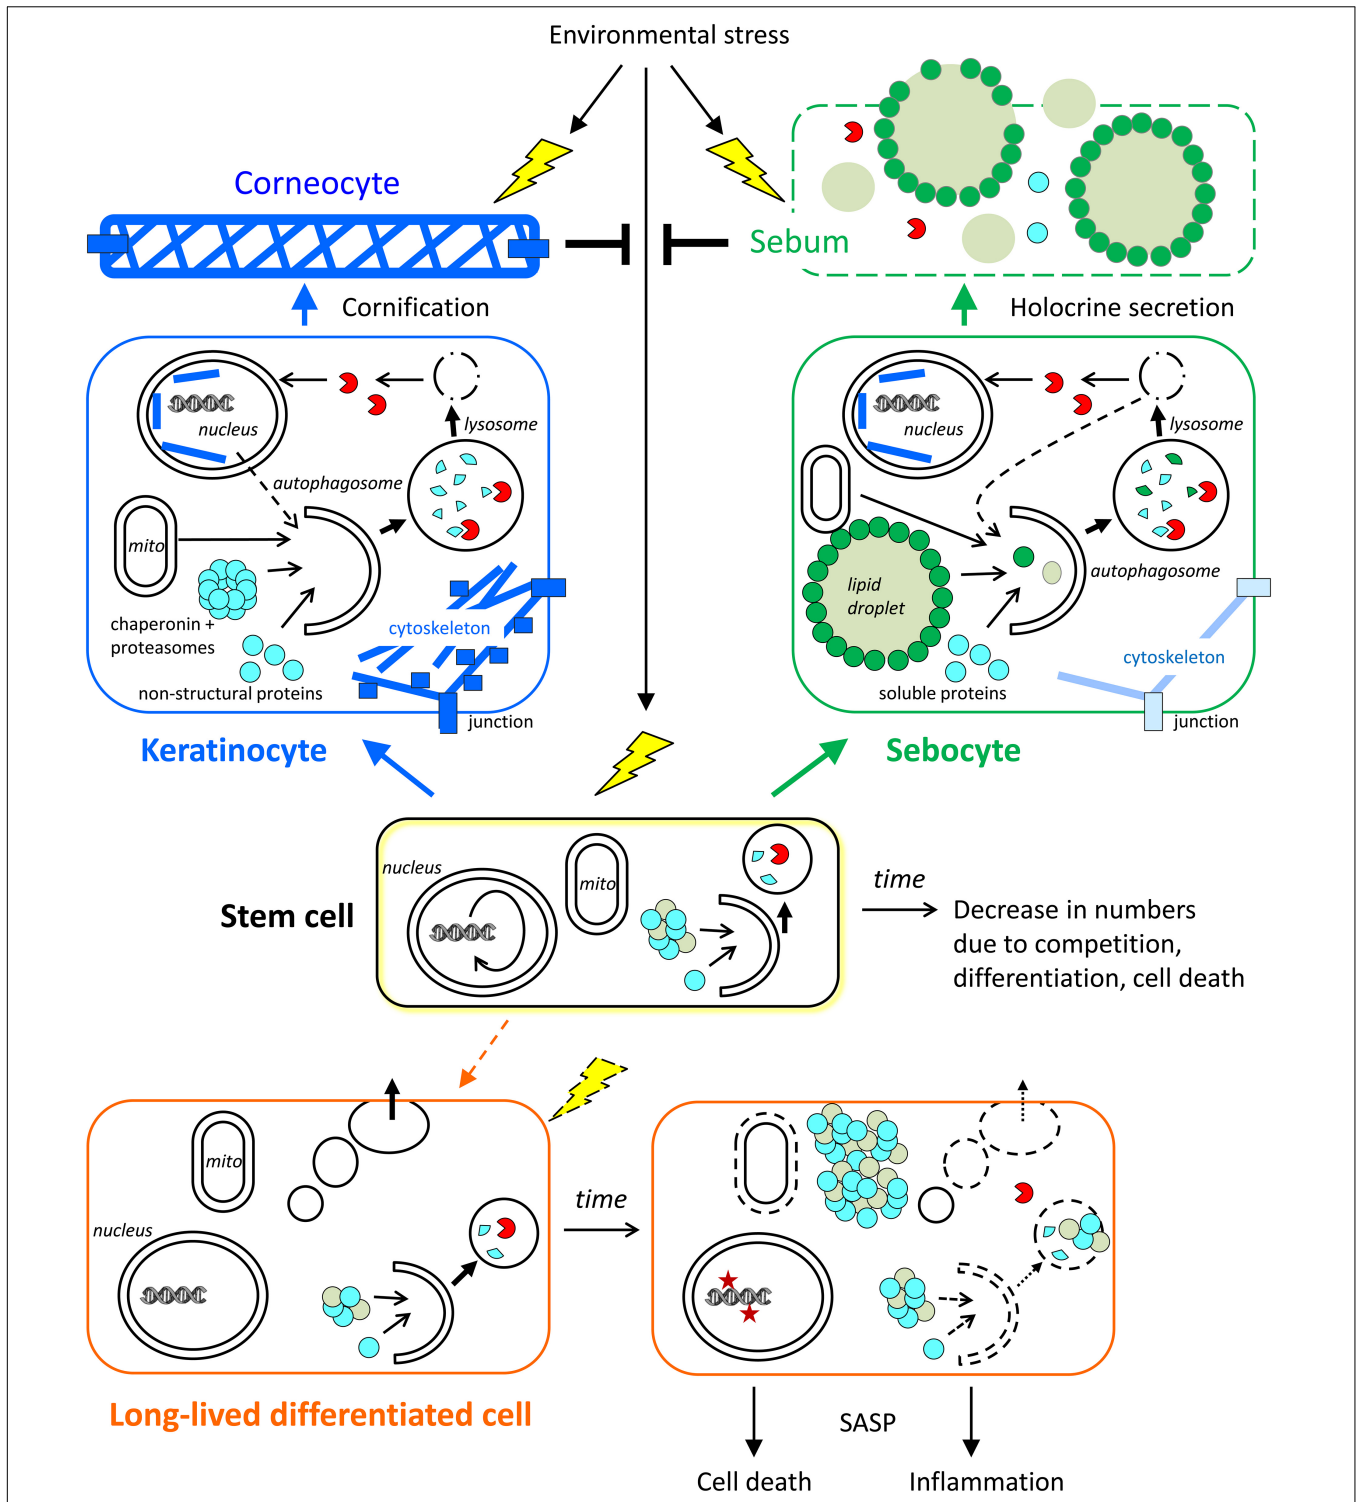 Environmental stress
Corneocyte
Sebum
Cornification
Holocrine secretion
nucleus
lysosome
autophagosome
mito
chaperonin +
proteasomes
non-structural proteins
cytoskeleton
junction
Keratinocyte
nucleus
lysosome
autophagosome
lipid
droplet
soluble proteins
cytoskeleton
junction
Sebocyte
nucleus
mito
Stem cell
time
Decrease in numbers
due to competition,
differentiation, cell death
mito
nucleus
time
Long-lived differentiated cell
SASP
Cell death
Inflammation